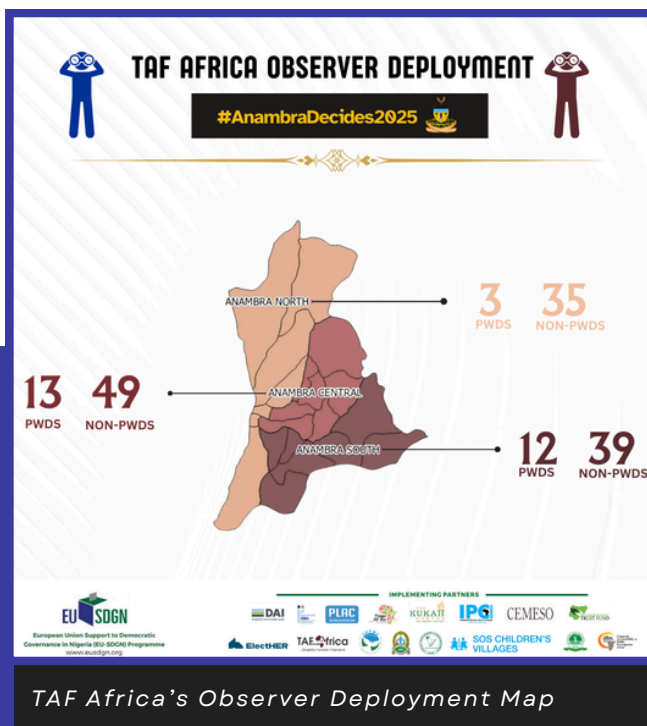 TAF AFRICA OBSERVER DEPLOYMENT
#AnambraDecides2025
ANAMBRA NORTH
3 35
PWDS NON-PWDS
13 49
PWDS NON-PWDS
ANAMBRA CENTRAL
ANAMBRA SOUTH
12 39
PWDS NON-PWDS
EU SDGN
European Union Support to Democratic
Governance in Nigeria (EU-SDGN) Programme
www.eusdgn.org
IMPLEMENTING PARTNERS
DAI
PLAC
KUKAH
IPC
CEMESO
TRUST FUND
ElectHER
TAF Africa
SOS CHILDREN'S
VILLAGES
TAF Africa's Observer Deployment Map